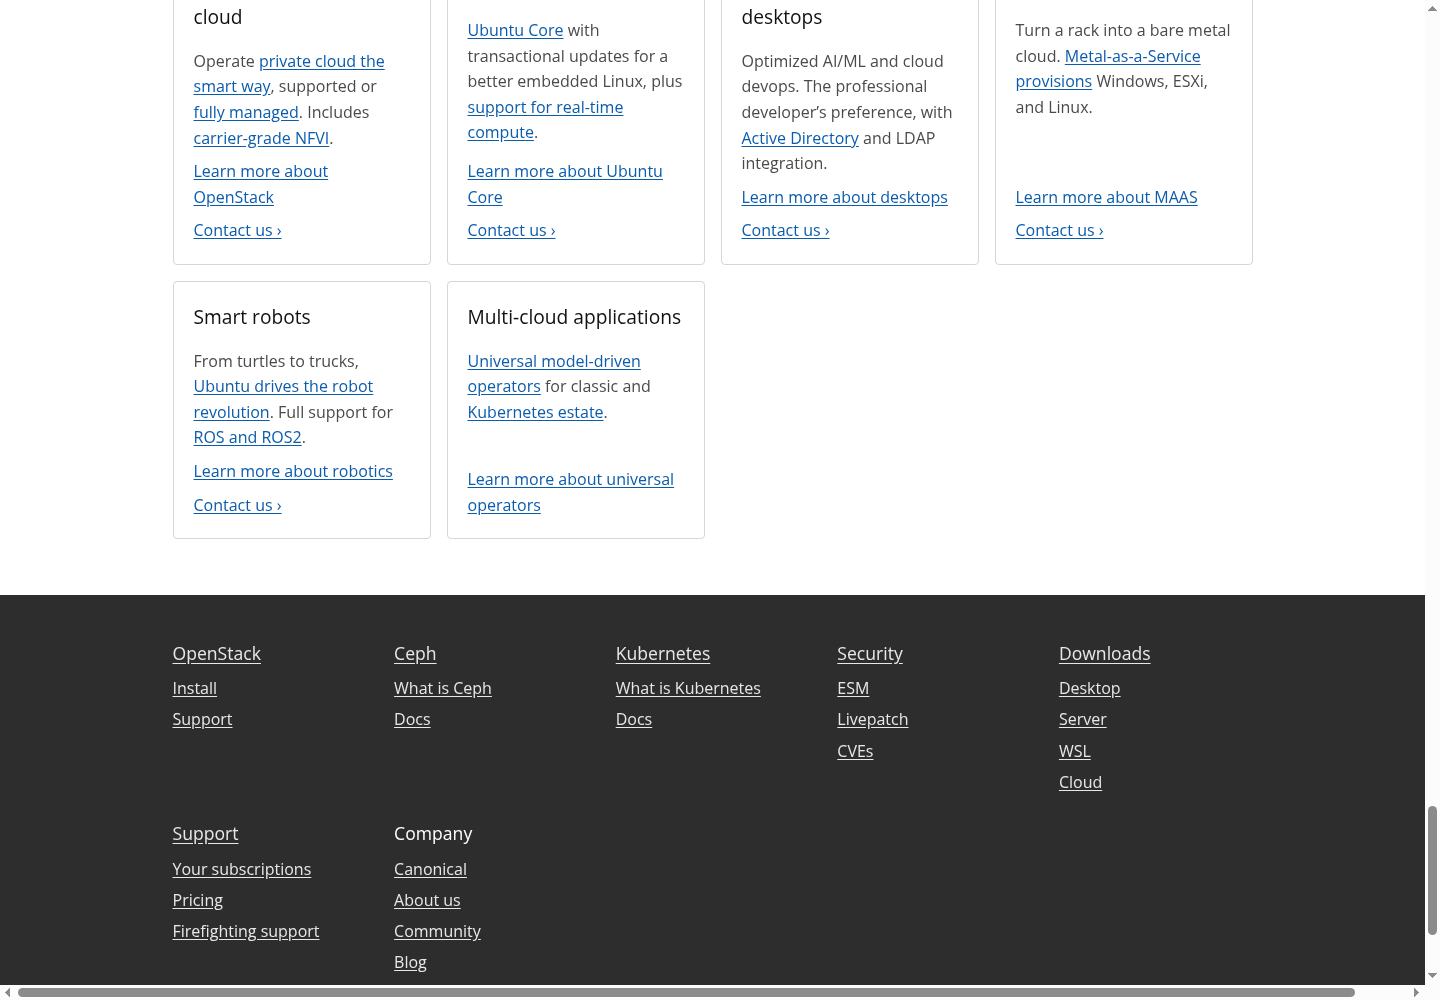 cloud
Operate private cloud the
smart way, supported or
fully managed. Includes
carrier-grade NFVI.
Learn more about
OpenStack
Contact us ›
Ubuntu Core with
transactional updates for a
better embedded Linux, plus
support for real-time
compute.
Learn more about Ubuntu
Core
Contact us ›
desktops
Optimized AI/ML and cloud
devops. The professional
developer’s preference, with
Active Directory and LDAP
integration.
Learn more about desktops
Contact us ›
Turn a rack into a bare metal
cloud. Metal-as-a-Service
provisions Windows, ESXi,
and Linux.
Learn more about MAAS
Contact us ›
Smart robots
From turtles to trucks,
Ubuntu drives the robot
revolution. Full support for
ROS and ROS2.
Learn more about robotics
Contact us ›
Multi-cloud applications
Universal model-driven
operators for classic and
Kubernetes estate.
Learn more about universal
operators
OpenStack
Install
Support
Ceph
What is Ceph
Docs
Kubernetes
What is Kubernetes
Docs
Security
ESM
Livepatch
CVEs
Downloads
Desktop
Server
WSL
Cloud
Support
Your subscriptions
Pricing
Firefighting support
Company
Canonical
About us
Community
Blog